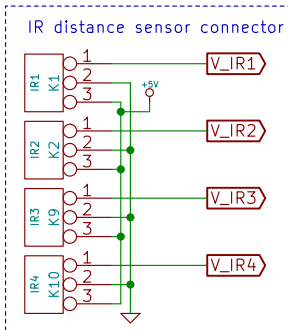 IR distance sensor connector
IR1 K1 1 2 3 V_IR1
+5V
IR2 K2 1 2 3 V_IR2
IR3 K9 1 2 3 V_IR3
IR4 K10 1 2 3 V_IR4